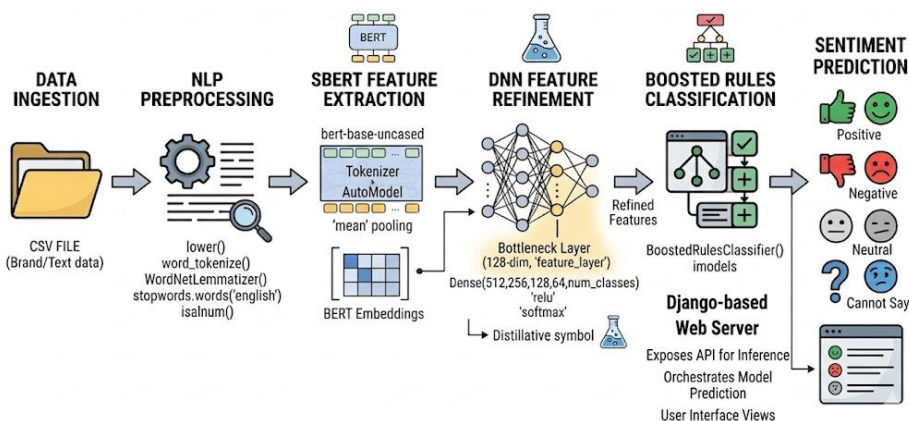 BERT
DATA
INGESTION
CSV FILE
(Brand/Text data)
NLP
PREPROCESSING
lower()
word_tokenize()
WordNetLemmatizer()
stopwords.words('english')
isalnum()
SBERT FEATURE
EXTRACTION
bert-base-uncased
...
Tokenizer
AutoModel
...
'mean' pooling
BERT Embeddings
DNN FEATURE
REFINEMENT
Bottleneck Layer
(128-dim, 'feature_layer')
Dense(512,256,128,64,num_classes)
'relu'
'softmax'
Distillative symbol
Refined
Features
BOOSTED RULES
CLASSIFICATION
BoostedRulesClassifier()
imodels
Django-based
Web Server
Exposes API for Inference
Orchestrates Model
Prediction
User Interface Views
SENTIMENT
PREDICTION
Positive
Negative
Neutral
?
Cannot Say